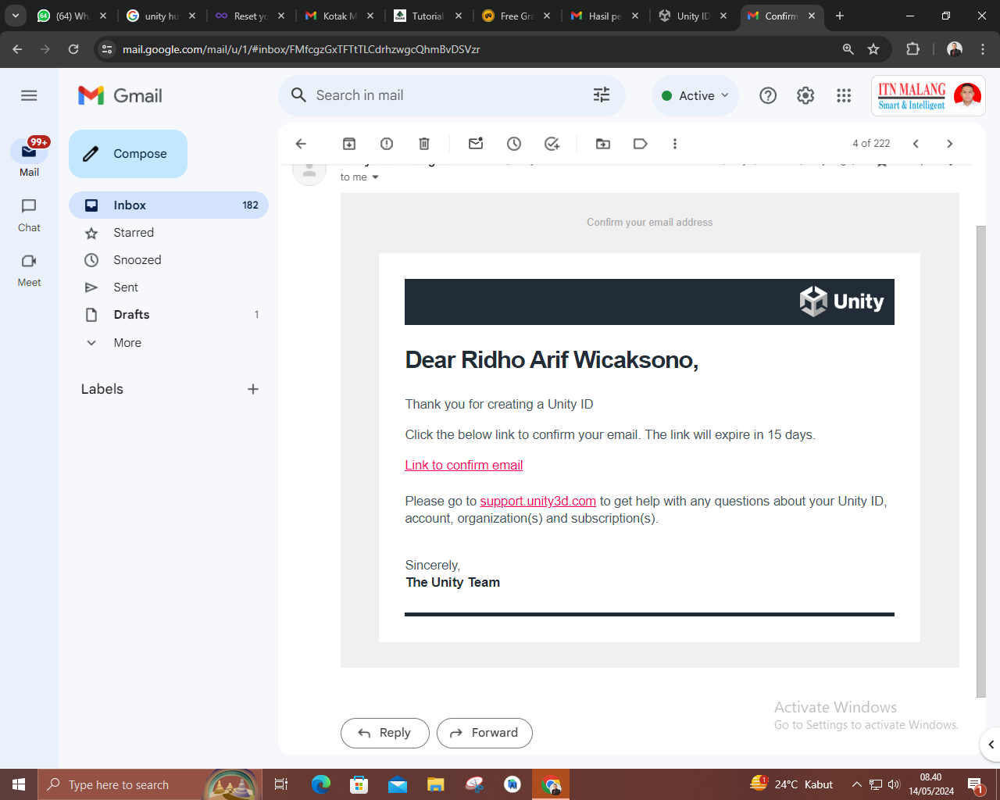 (64) Wh
unity hu
Reset yo
Kotak M
Tutorial
Free Gra
Hasil pe
Unity ID
Confirm
mail.google.com/mail/u/1/#inbox/FMfcgzGxTFTtTLCdrhzwgcQhmBvDSVzr
Gmail
Search in mail
Active
ITN MALANG
Smart & Intelligent
99+
Mail
Chat
Meet
Compose
Inbox 182
Starred
Snoozed
Sent
Drafts 1
More
Labels
4 of 222
to me
Confirm your email address
Unity
Dear Ridho Arif Wicaksono,
Thank you for creating a Unity ID
Click the below link to confirm your email. The link will expire in 15 days.
Link to confirm email
Please go to support.unity3d.com to get help with any questions about your Unity ID,
account, organization(s) and subscription(s).
Sincerely,
The Unity Team
Reply
Forward
Activate Windows
Go to Settings to activate Windows.
Type here to search
1
24°C Kabut
08.40
14/05/2024
1